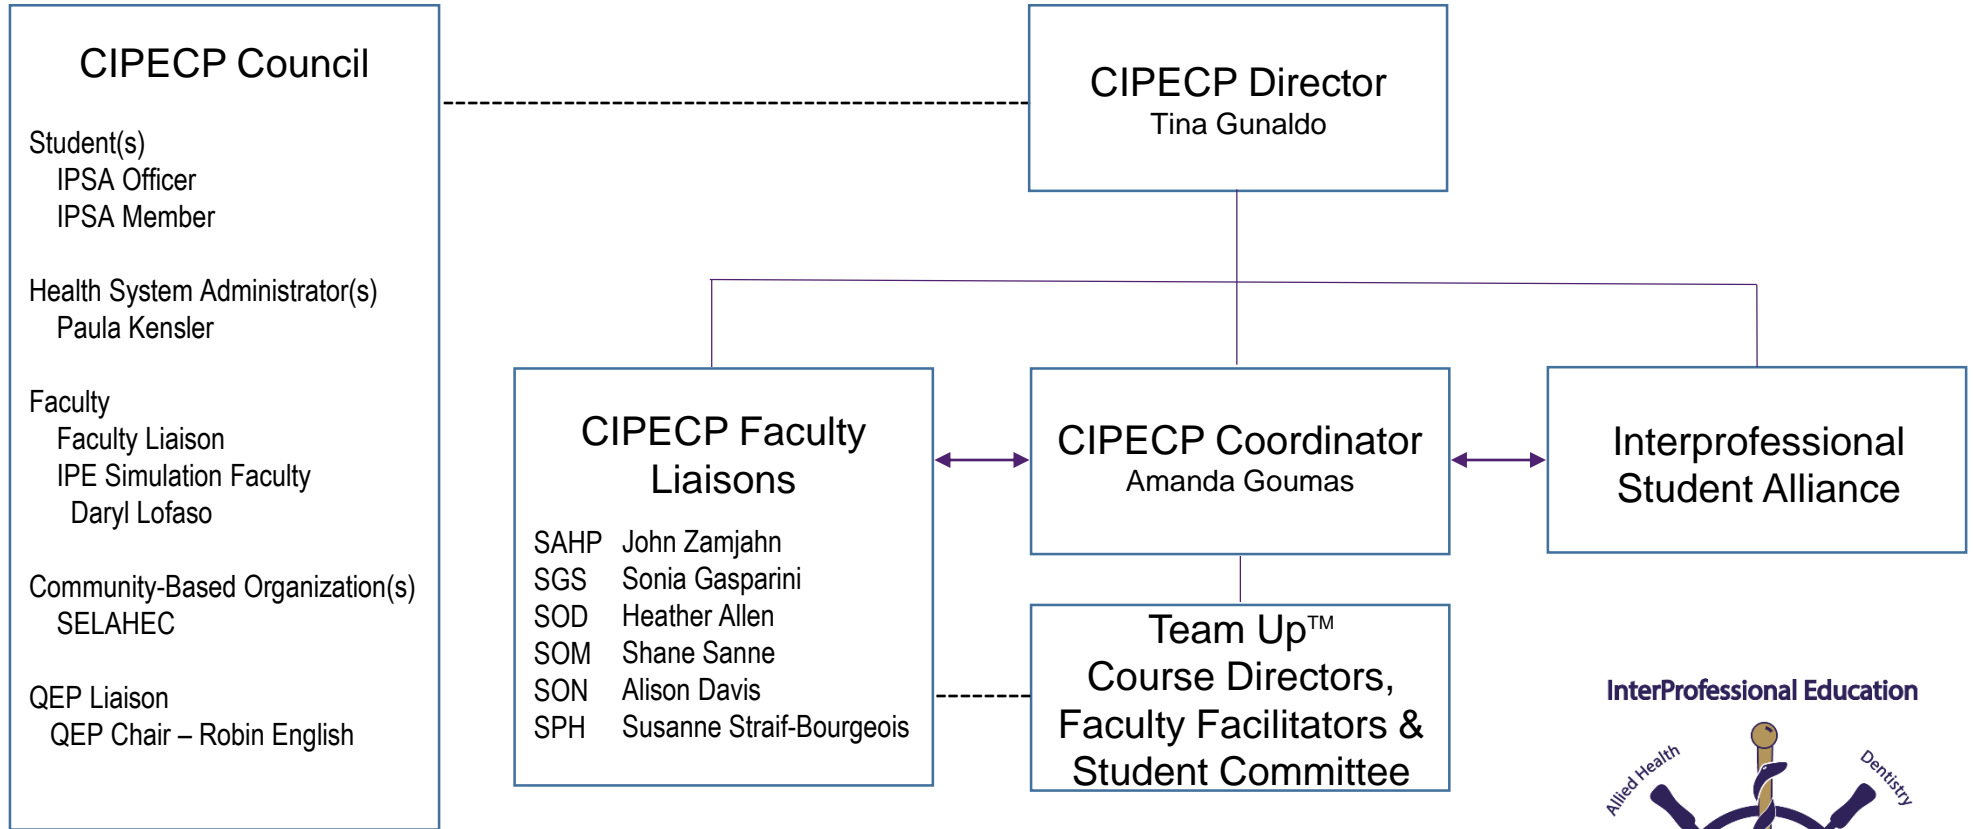 CIPECP Council
Student(s)
IPSA Officer
IPSA Member
Health System Administrator(s)
Paula Kensler
Faculty
Faculty Liaison
IPE Simulation Faculty
Daryl Lofaso
Community-Based Organization(s)
SELAHEC
QEP Liaison
QEP Chair – Robin English
CIPECP Director
Tina Gunaldo
CIPECP Faculty
Liaisons
SAHP John Zamjahn
SGS Sonia Gasparini
SOD Heather Allen
SOM Shane Sanne
SON Alison Davis
SPH Susanne Straif-Bourgeois
CIPECP Coordinator
Amanda Goumas
Interprofessional
Student Alliance
Team Up™
Course Directors,
Faculty Facilitators &
Student Committee
InterProfessional Education
Allied Health
Dentistry